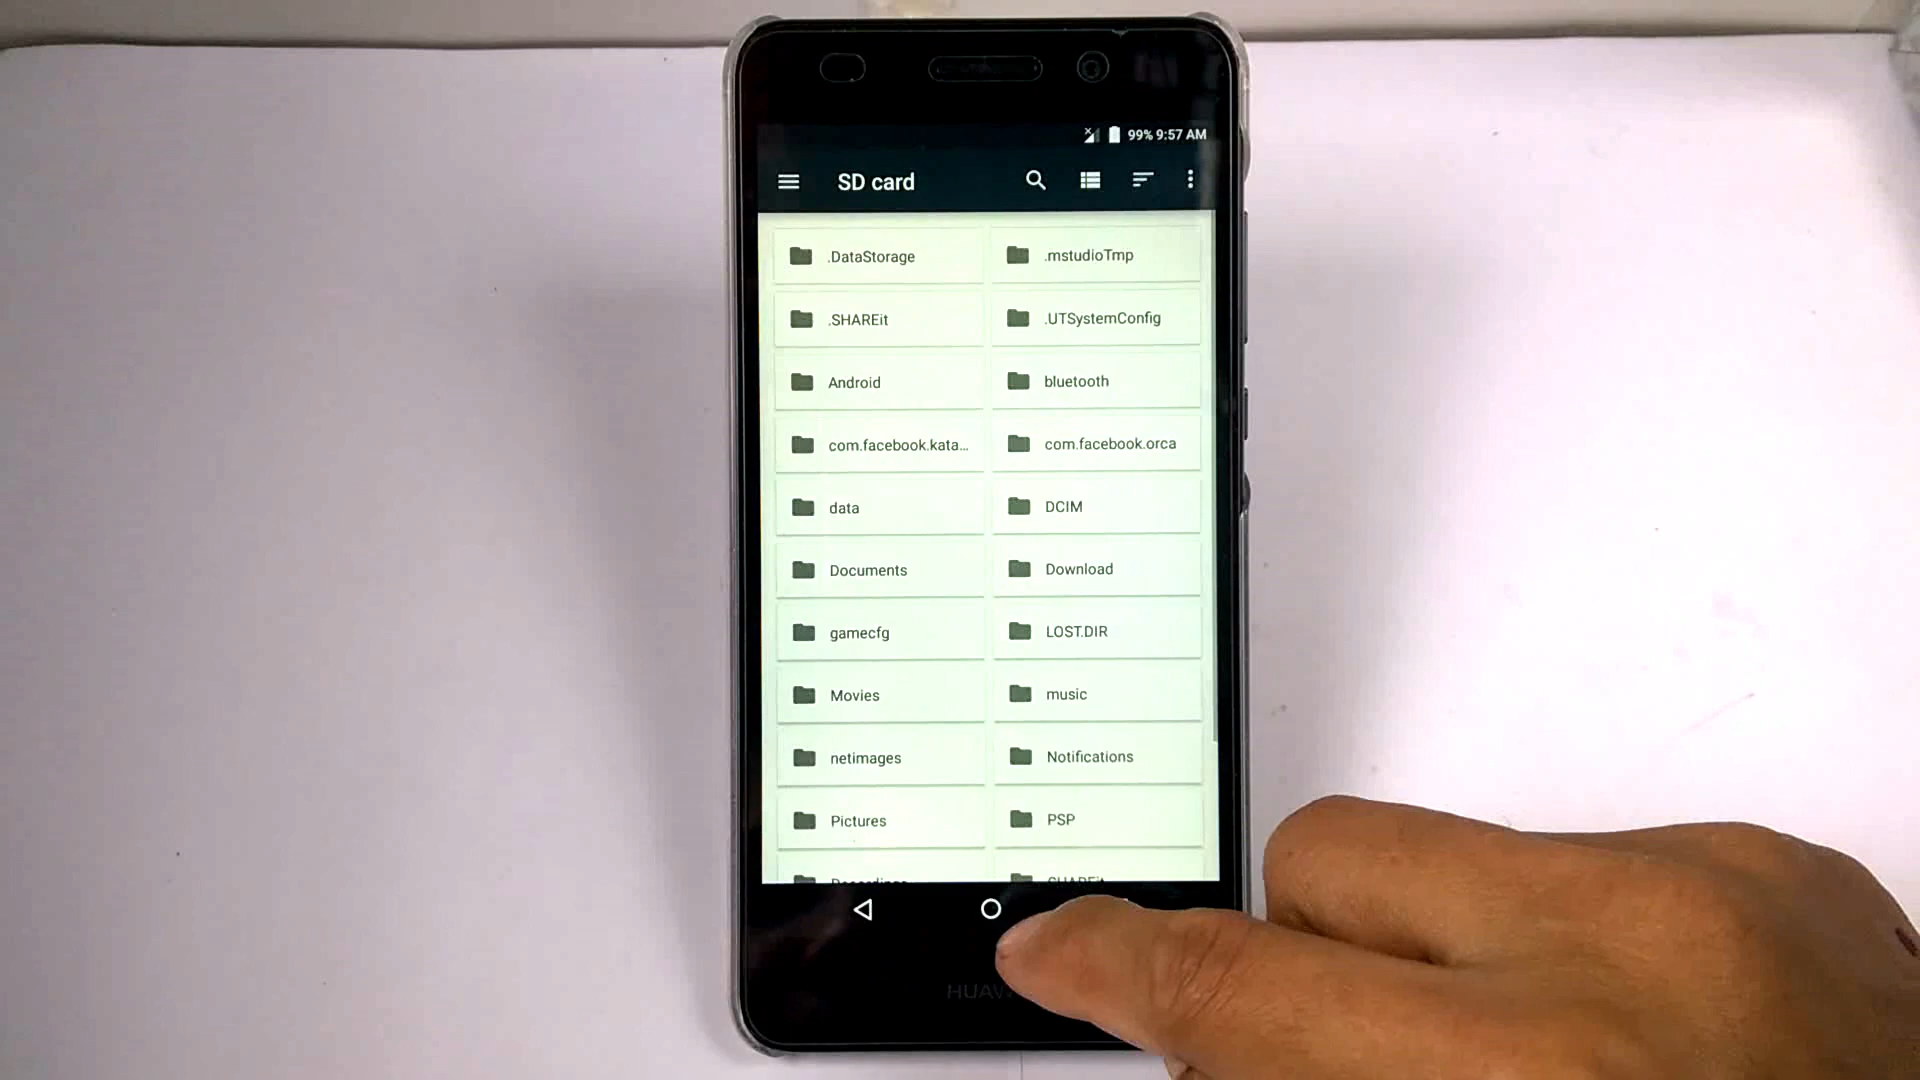 99% 9:57 AM
SD card
.DataStorage
.mstudioTmp
.SHAREit
.UTSystemConfig
Android
bluetooth
com.facebook.kata...
com.facebook.orca
data
DCIM
Documents
Download
gamecfg
LOST.DIR
Movies
music
netimages
Notifications
Pictures
PSP